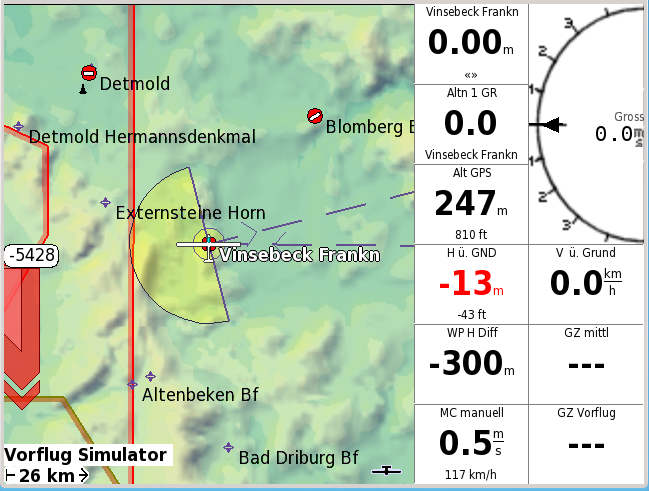 Detmold
Detmold Hermannsdenkmal
Blomberg B
Externsteine Horn
Vinsebeck Frankn
-5428
Altenbeken Bf
Bad Driburg Bf
Vorflug Simulator
26 km
Vinsebeck Frankn
0.00 m
«»
Altn 1 GR
0.0
Vinsebeck Frankn
Alt GPS
247 m
810 ft
H ü. GND
-13 m
-43 ft
V ü. Grund
0.0 km/h
WP H Diff
-300 m
GZ mittl
---
MC manuell
0.5 m/s
117 km/h
GZ Vorflug
---
3
2
1
Gross
0.0 m/s
1
2
3